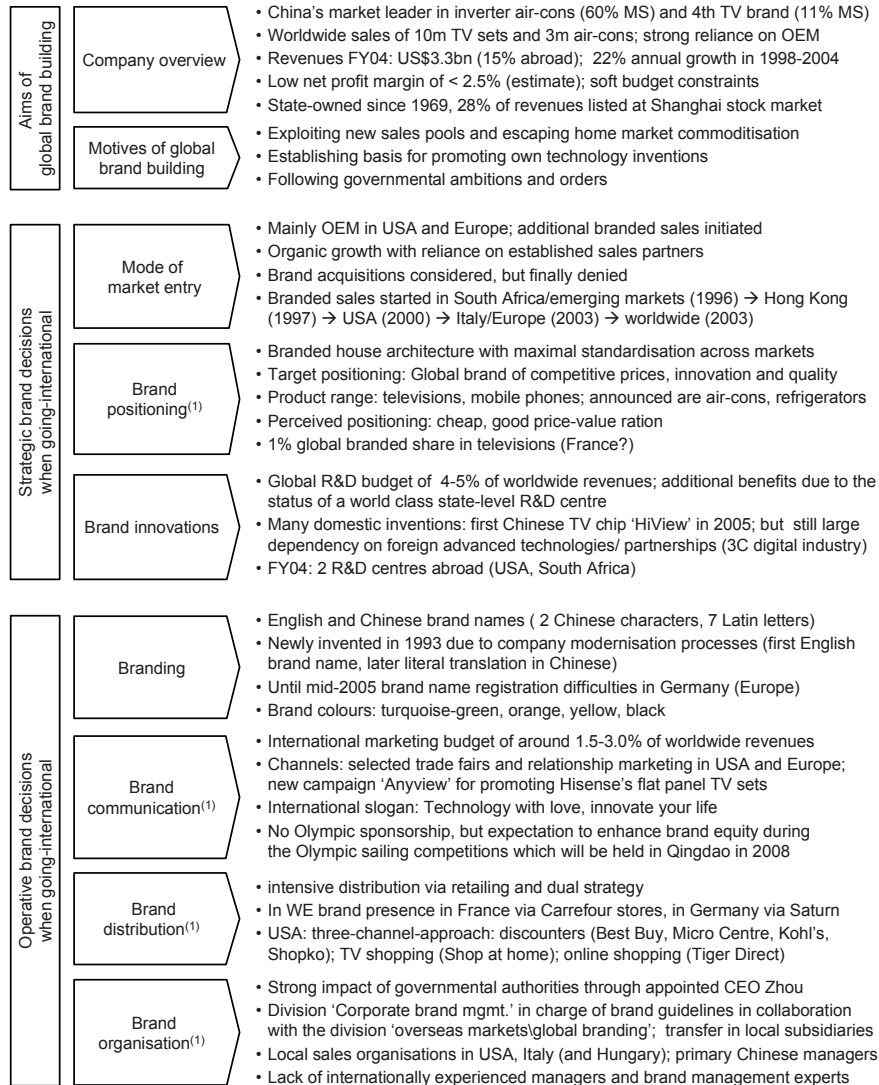 Aims of
global brand building
Company overview
• China's market leader in inverter air-cons (60% MS) and 4th TV brand (11% MS)
• Worldwide sales of 10m TV sets and 3m air-cons; strong reliance on OEM
• Revenues FY04: US$3.3bn (15% abroad);  22% annual growth in 1998-2004
• Low net profit margin of < 2.5% (estimate); soft budget constraints
• State-owned since 1969, 28% of revenues listed at Shanghai stock market
Motives of global
brand building
• Exploiting new sales pools and escaping home market commoditisation
• Establishing basis for promoting own technology inventions
• Following governmental ambitions and orders
Strategic brand decisions
when going-international
Mode of
market entry
• Mainly OEM in USA and Europe; additional branded sales initiated
• Organic growth with reliance on established sales partners
• Brand acquisitions considered, but finally denied
• Branded sales started in South Africa/emerging markets (1996) → Hong Kong
(1997) → USA (2000) → Italy/Europe (2003) → worldwide (2003)
Brand
positioning(1)
• Branded house architecture with maximal standardisation across markets
• Target positioning: Global brand of competitive prices, innovation and quality
• Product range: televisions, mobile phones; announced are air-cons, refrigerators
• Perceived positioning: cheap, good price-value ration
• 1% global branded share in televisions (France?)
Brand innovations
• Global R&D budget of  4-5% of worldwide revenues; additional benefits due to the
status of a world class state-level R&D centre
• Many domestic inventions: first Chinese TV chip 'HiView' in 2005; but  still large
dependency on foreign advanced technologies/ partnerships (3C digital industry)
• FY04: 2 R&D centres abroad (USA, South Africa)
Operative brand decisions
when going-international
Branding
• English and Chinese brand names ( 2 Chinese characters, 7 Latin letters)
• Newly invented in 1993 due to company modernisation processes (first English
brand name, later literal translation in Chinese)
• Until mid-2005 brand name registration difficulties in Germany (Europe)
• Brand colours: turquoise-green, orange, yellow, black
Brand
communication(1)
• International marketing budget of around 1.5-3.0% of worldwide revenues
• Channels: selected trade fairs and relationship marketing in USA and Europe;
new campaign 'Anyview' for promoting Hisense's flat panel TV sets
• International slogan: Technology with love, innovate your life
• No Olympic sponsorship, but expectation to enhance brand equity during
the Olympic sailing competitions which will be held in Qingdao in 2008
Brand
distribution(1)
• intensive distribution via retailing and dual strategy
• In WE brand presence in France via Carrefour stores, in Germany via Saturn
• USA: three-channel-approach: discounters (Best Buy, Micro Centre, Kohl's,
Shopko); TV shopping (Shop at home); online shopping (Tiger Direct)
Brand
organisation(1)
• Strong impact of governmental authorities through appointed CEO Zhou
• Division 'Corporate brand mgmt.' in charge of brand guidelines in collaboration
with the division 'overseas markets\global branding';  transfer in local subsidiaries
• Local sales organisations in USA, Italy (and Hungary); primary Chinese managers
• Lack of internationally experienced managers and brand management experts